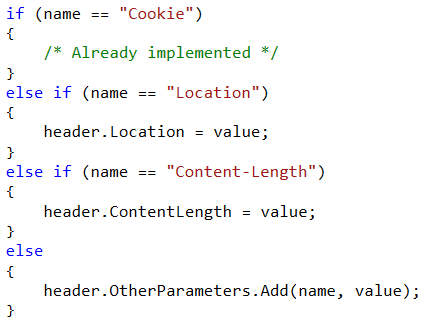 if (name == "Cookie")
{
    /* Already implemented */
}
else if (name == "Location")
{
    header.Location = value;
}
else if (name == "Content-Length")
{
    header.ContentLength = value;
}
else
{
    header.OtherParameters.Add(name, value);
}